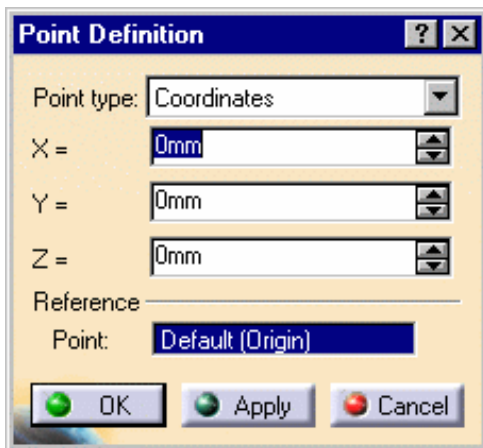 Point Definition ? X
Point type: Coordinates
X = 0mm
Y = 0mm
Z = 0mm
Reference
Point: Default (Origin)
OK Apply Cancel